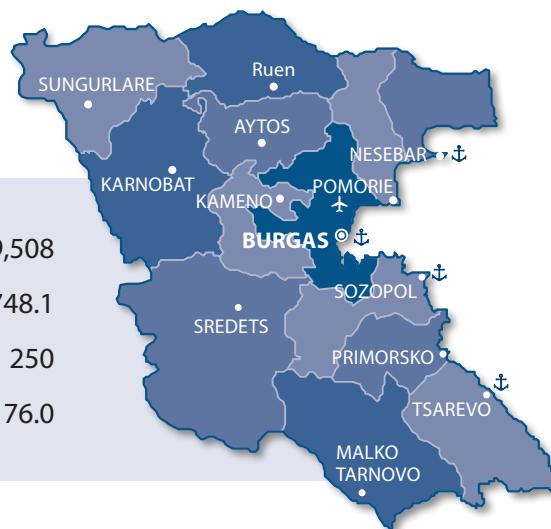 SUNGURLARE
Ruen
AYTOS
NESEBAR
KARNOBAT
POMORIE
KAMENO
BURGAS
,508
748.1
SOZOPOL
SREDETS
250
PRIMORSKO
76.0
TSAREVO
MALKO
TARNOVO